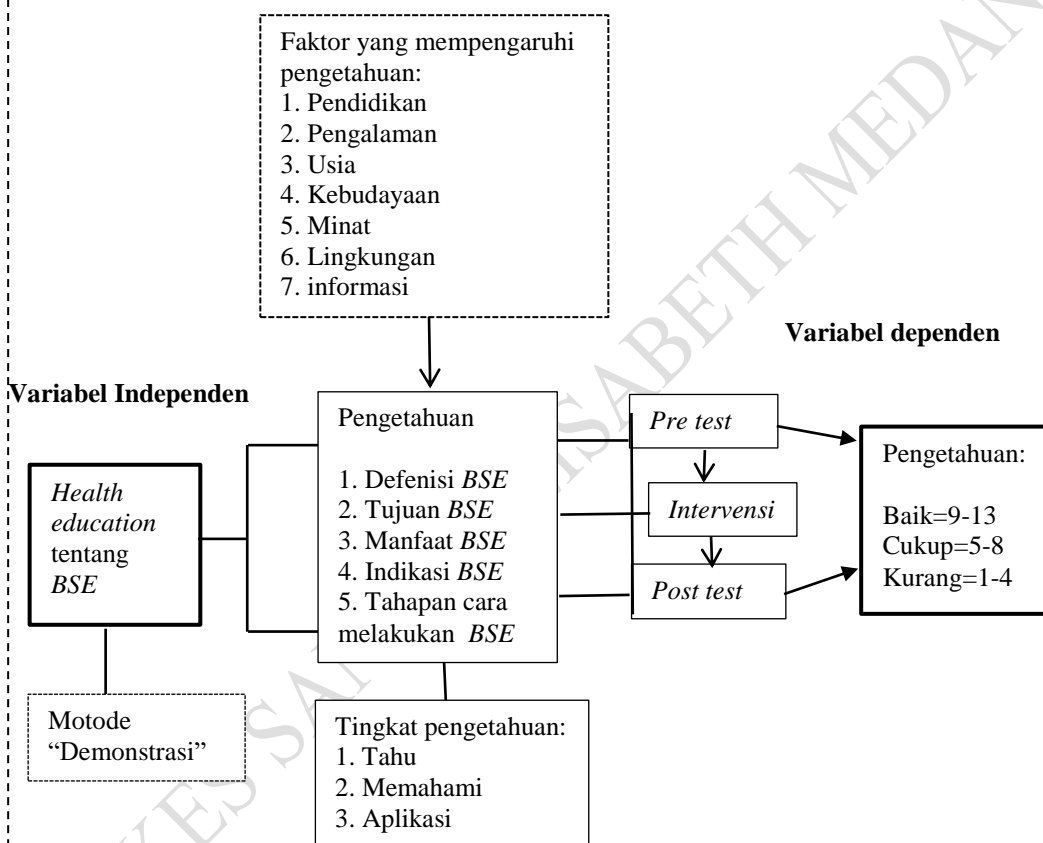 Faktor yang mempengaruhi
pengetahuan:
1. Pendidikan
2. Pengalaman
3. Usia
4. Kebudayaan
5. Minat
6. Lingkungan
7. informasi
Variabel dependen
Variabel Independen
Pengetahuan
1. Defenisi BSE
2. Tujuan BSE
3. Manfaat BSE
4. Indikasi BSE
5. Tahapan cara
melakukan BSE
Pre test
Intervensi
Post test
Pengetahuan:
Baik=9-13
Cukup=5-8
Kurang=1-4
Health
education
tentang
BSE
Motode
“Demonstrasi”
Tingkat pengetahuan:
1. Tahu
2. Memahami
3. Aplikasi